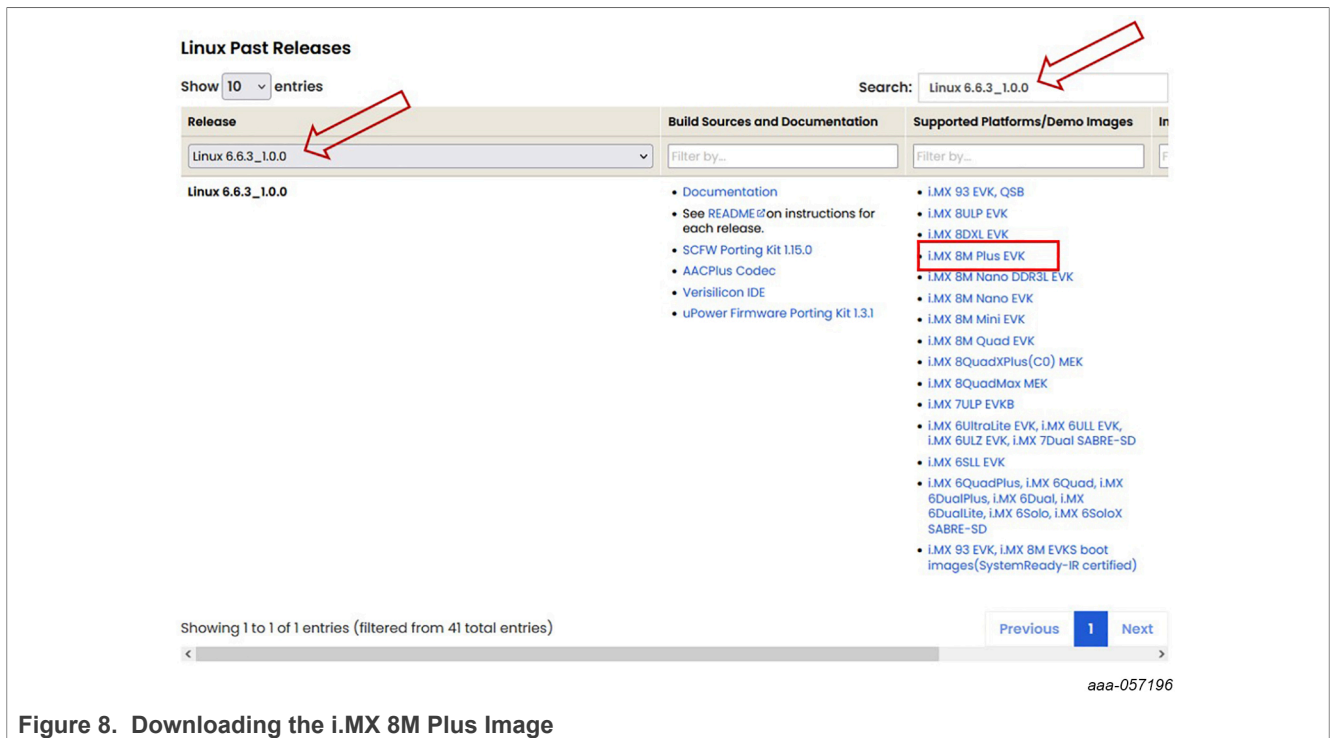 Linux Past Releases
Show 10 entries
Search: Linux 6.6.3_1.0.0
Release
Build Sources and Documentation
Supported Platforms/Demo Images
In
Linux 6.6.3_1.0.0
Filter by...
Filter by...
F
Linux 6.6.3_1.0.0
• Documentation
• See README on instructions for
each release.
• SCFW Porting Kit 1.15.0
• AACPlus Codec
• Verisilicon IDE
• uPower Firmware Porting Kit 1.3.1
• i.MX 93 EVK, QSB
• i.MX 8ULP EVK
• i.MX 8DXL EVK
• i.MX 8M Plus EVK
• i.MX 8M Nano DDR3L EVK
• i.MX 8M Nano EVK
• i.MX 8M Mini EVK
• i.MX 8M Quad EVK
• i.MX 8QuadXPlus(C0) MEK
• i.MX 8QuadMax MEK
• i.MX 7ULP EVKB
• i.MX 6UltraLite EVK, i.MX 6ULL EVK,
i.MX 6ULZ EVK, i.MX 7Dual SABRE-SD
• i.MX 6SLL EVK
• i.MX 6QuadPlus, i.MX 6Quad, i.MX
6DualPlus, i.MX 6Dual, i.MX
6DualLite, i.MX 6Solo, i.MX 6SoloX
SABRE-SD
• i.MX 93 EVK, i.MX 8M EVKS boot
images(SystemReady-IR certified)
Showing 1 to 1 of 1 entries (filtered from 41 total entries)
Previous 1 Next
aaa-057196
Figure 8. Downloading the i.MX 8M Plus Image